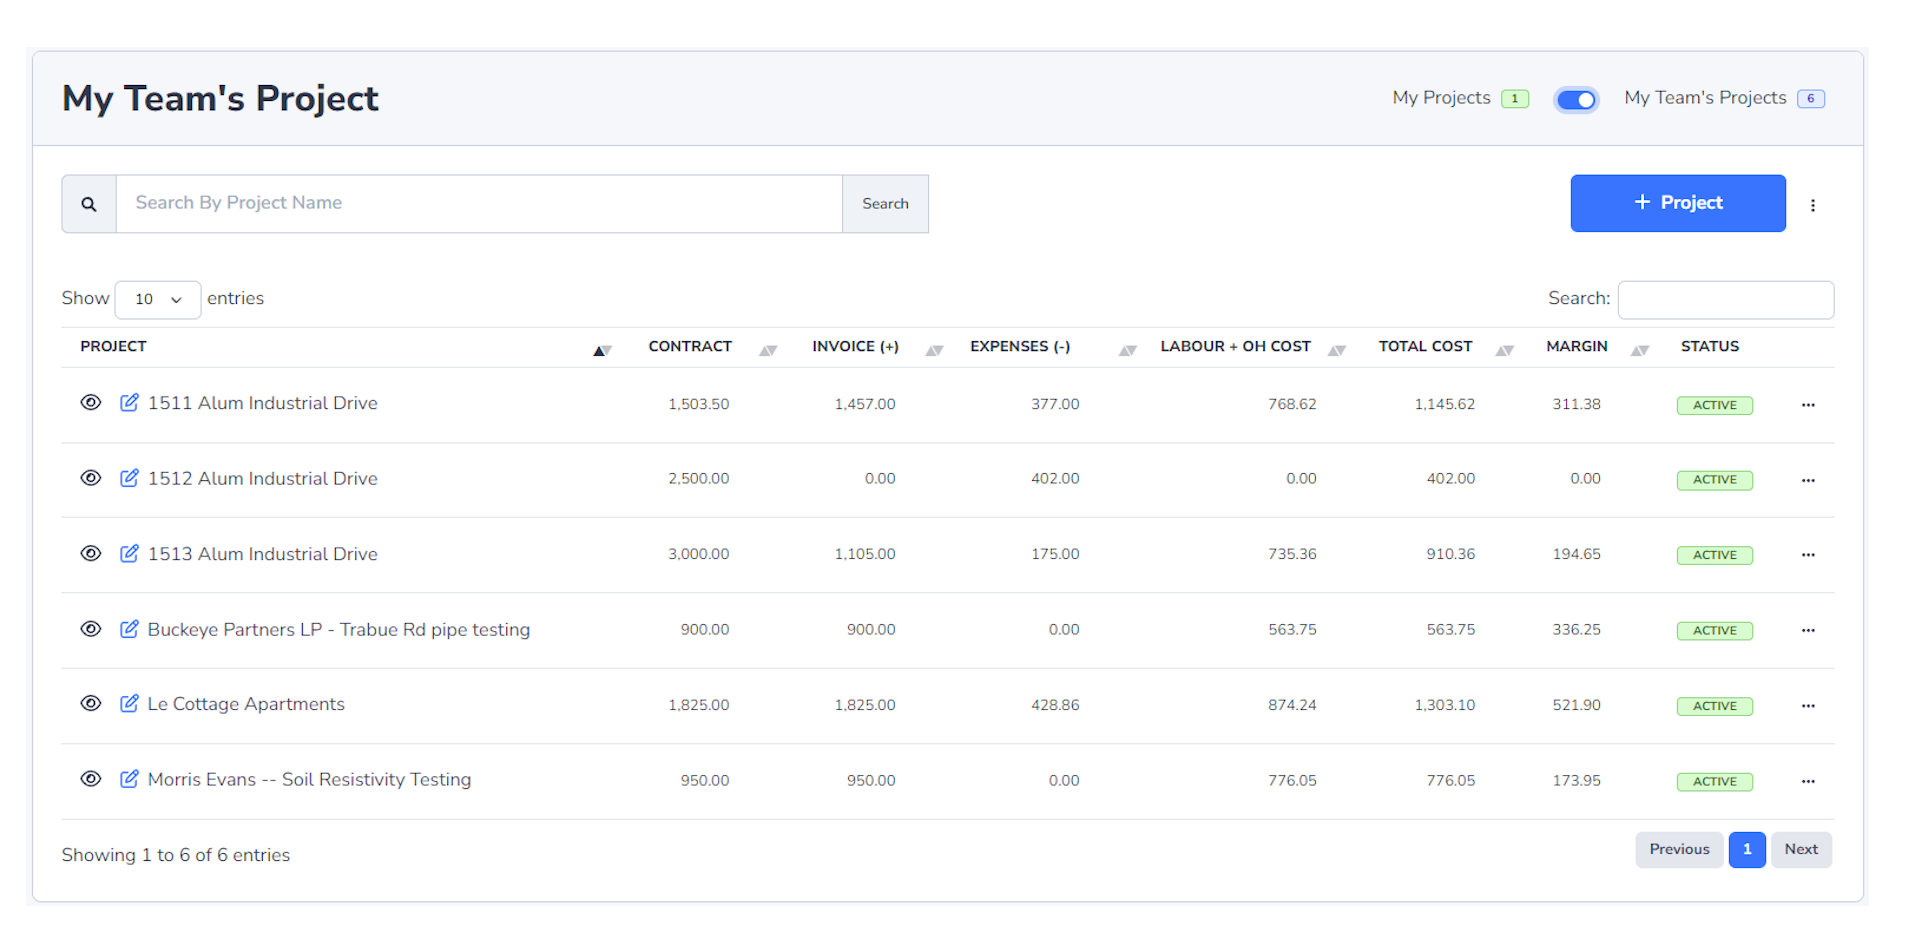 My Team's Project
My Projects 1 My Team's Projects 6
Search By Project Name Search + Project
Show 10 entries Search:
PROJECT CONTRACT INVOICE (+) EXPENSES (-) LABOUR + OH COST TOTAL COST MARGIN STATUS
1511 Alum Industrial Drive 1,503.50 1,457.00 377.00 768.62 1,145.62 311.38 ACTIVE
1512 Alum Industrial Drive 2,500.00 0.00 402.00 0.00 402.00 0.00 ACTIVE
1513 Alum Industrial Drive 3,000.00 1,105.00 175.00 735.36 910.36 194.65 ACTIVE
Buckeye Partners LP - Trabue Rd pipe testing 900.00 900.00 0.00 563.75 563.75 336.25 ACTIVE
Le Cottage Apartments 1,825.00 1,825.00 428.86 874.24 1,303.10 521.90 ACTIVE
Morris Evans -- Soil Resistivity Testing 950.00 950.00 0.00 776.05 776.05 173.95 ACTIVE
Showing 1 to 6 of 6 entries Previous 1 Next